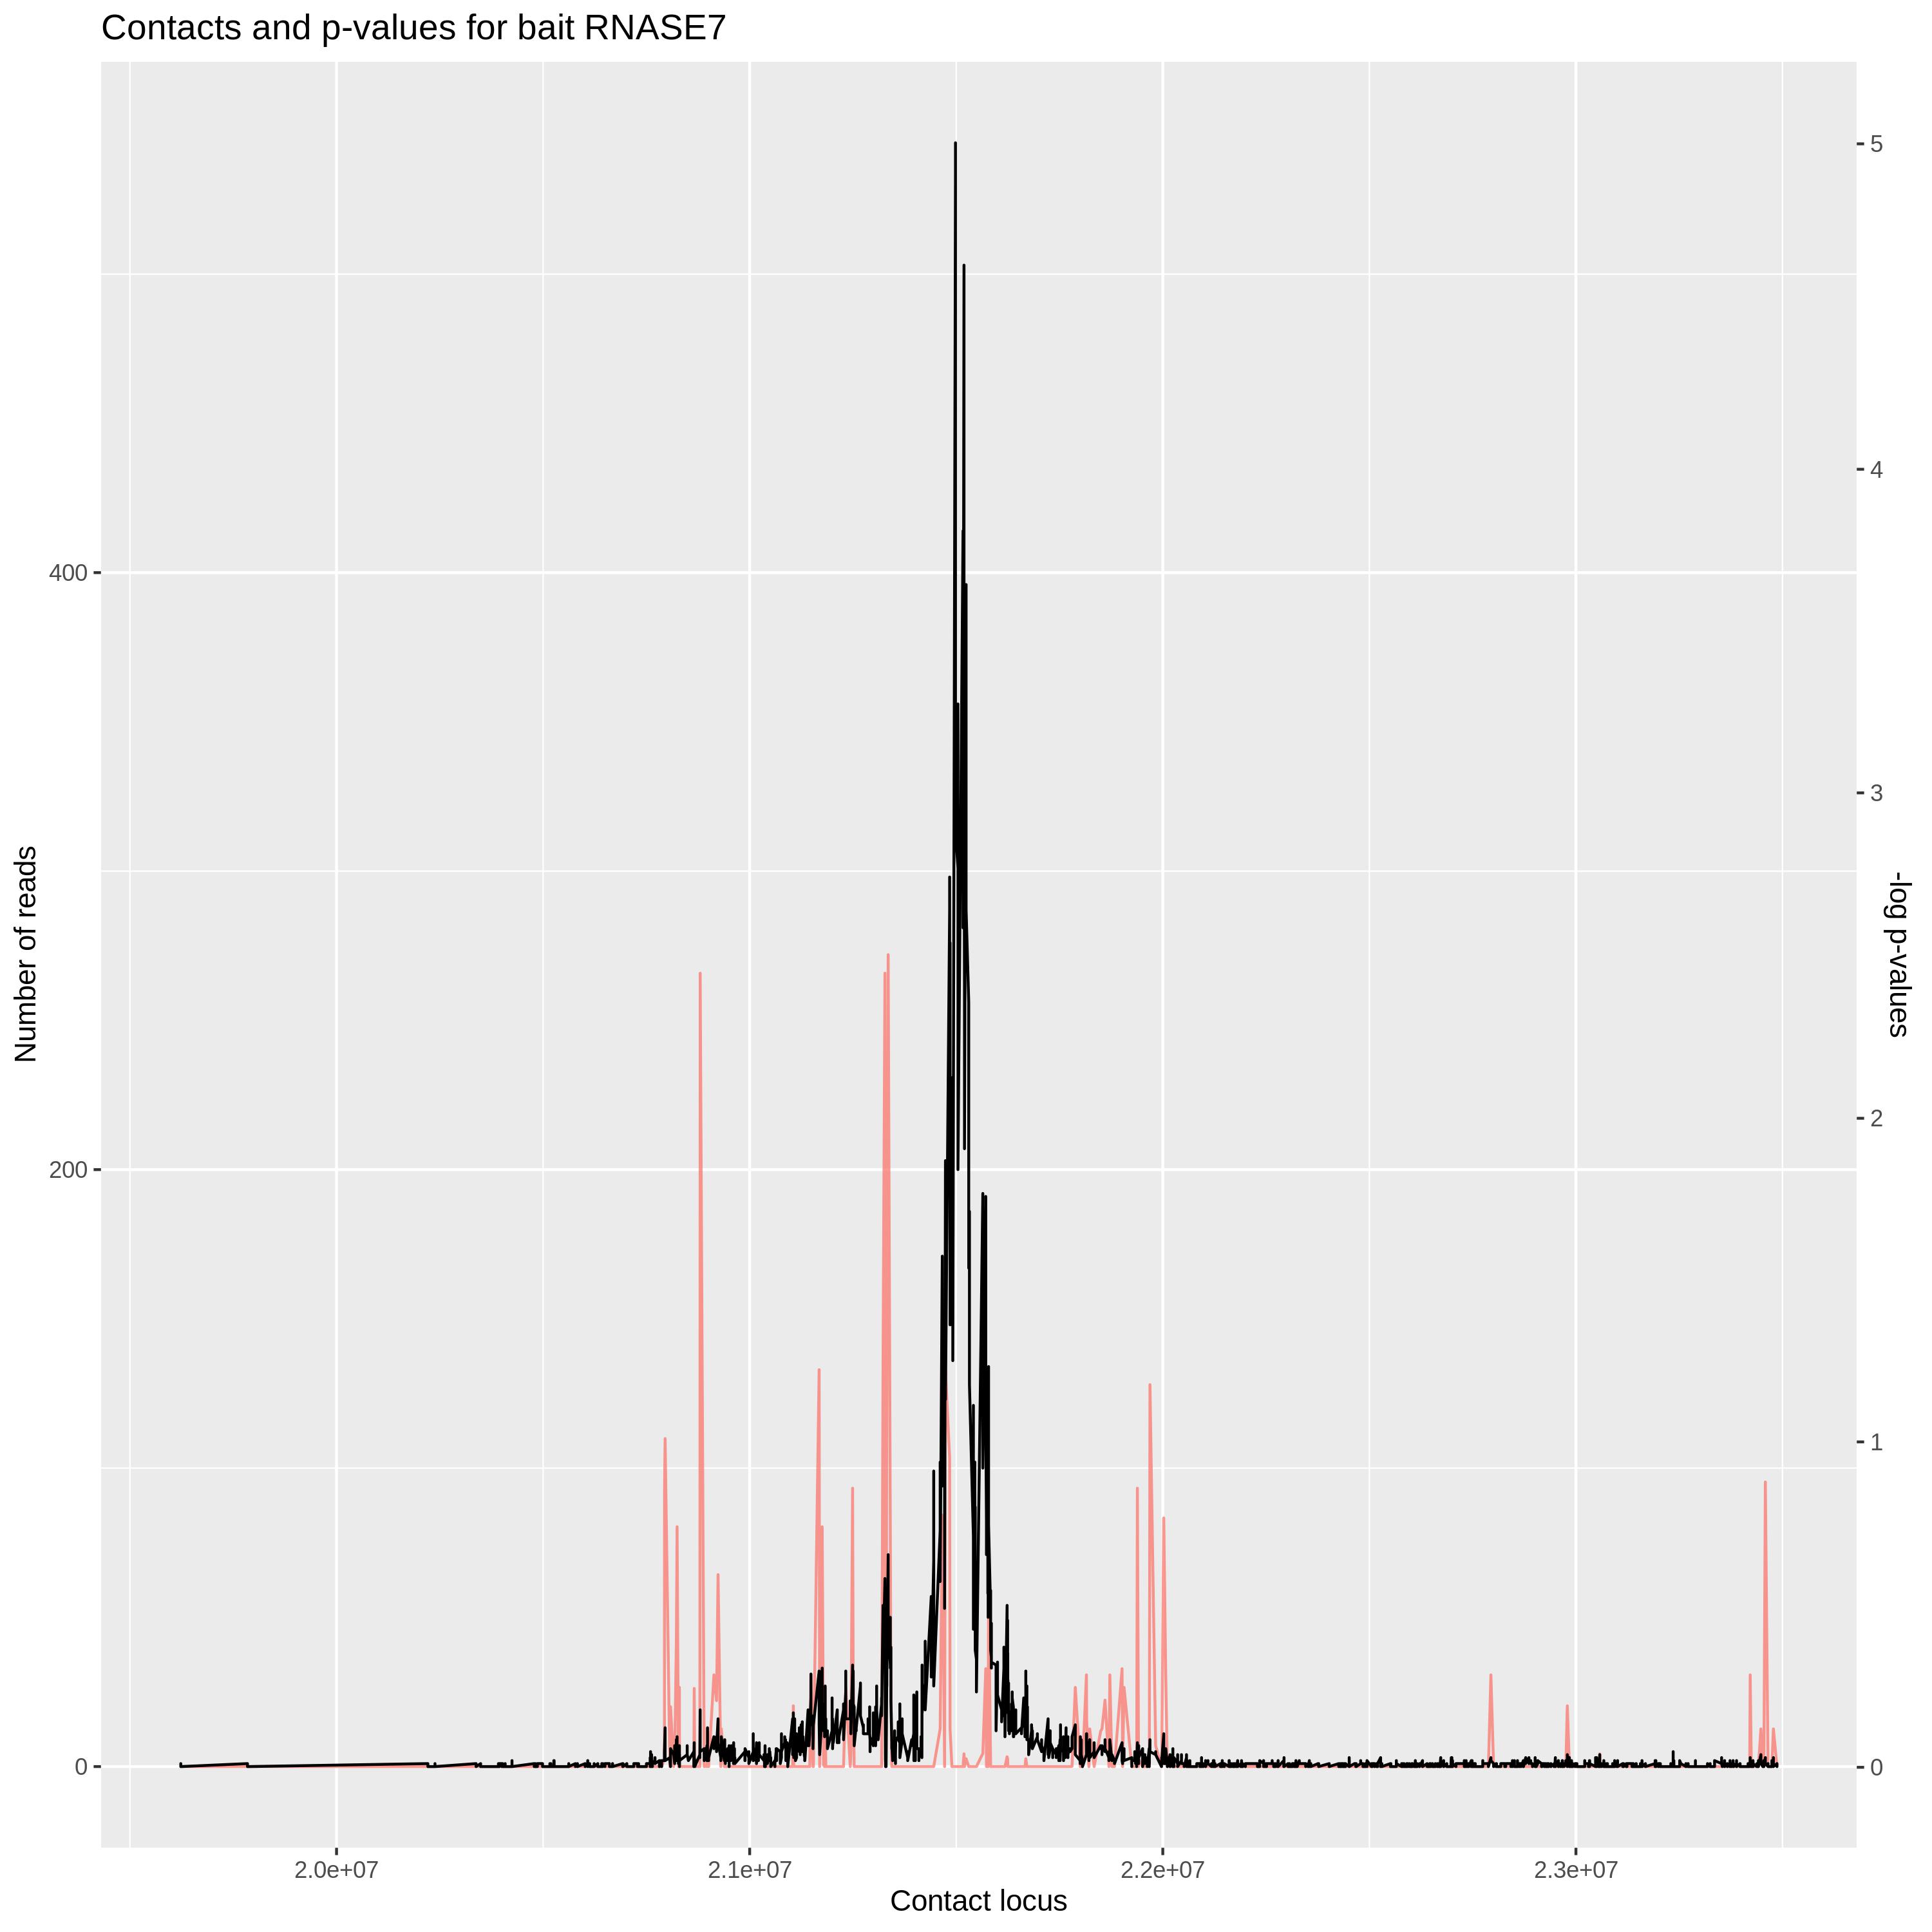 Contacts and p-values for bait RNASE7
Number of reads
400
200
0
5
4
3
2
1
0
-log p-values
2.0e+07
2.1e+07
2.2e+07
2.3e+07
Contact locus